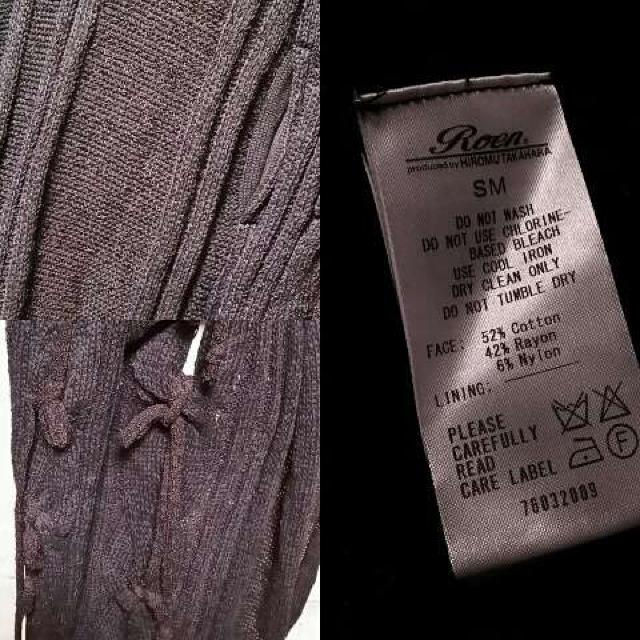 Roen.
produced by HIROMU TAKAHARA
SM
DO NOT WASH
DO NOT USE CHLORINE-
BASED BLEACH
USE COOL IRON
DRY CLEAN ONLY
DO NOT TUMBLE DRY
FACE: 52% Cotton
42% Rayon
6% Nylon
LINING:
PLEASE
CAREFULLY
READ
CARE LABEL
F
76032009